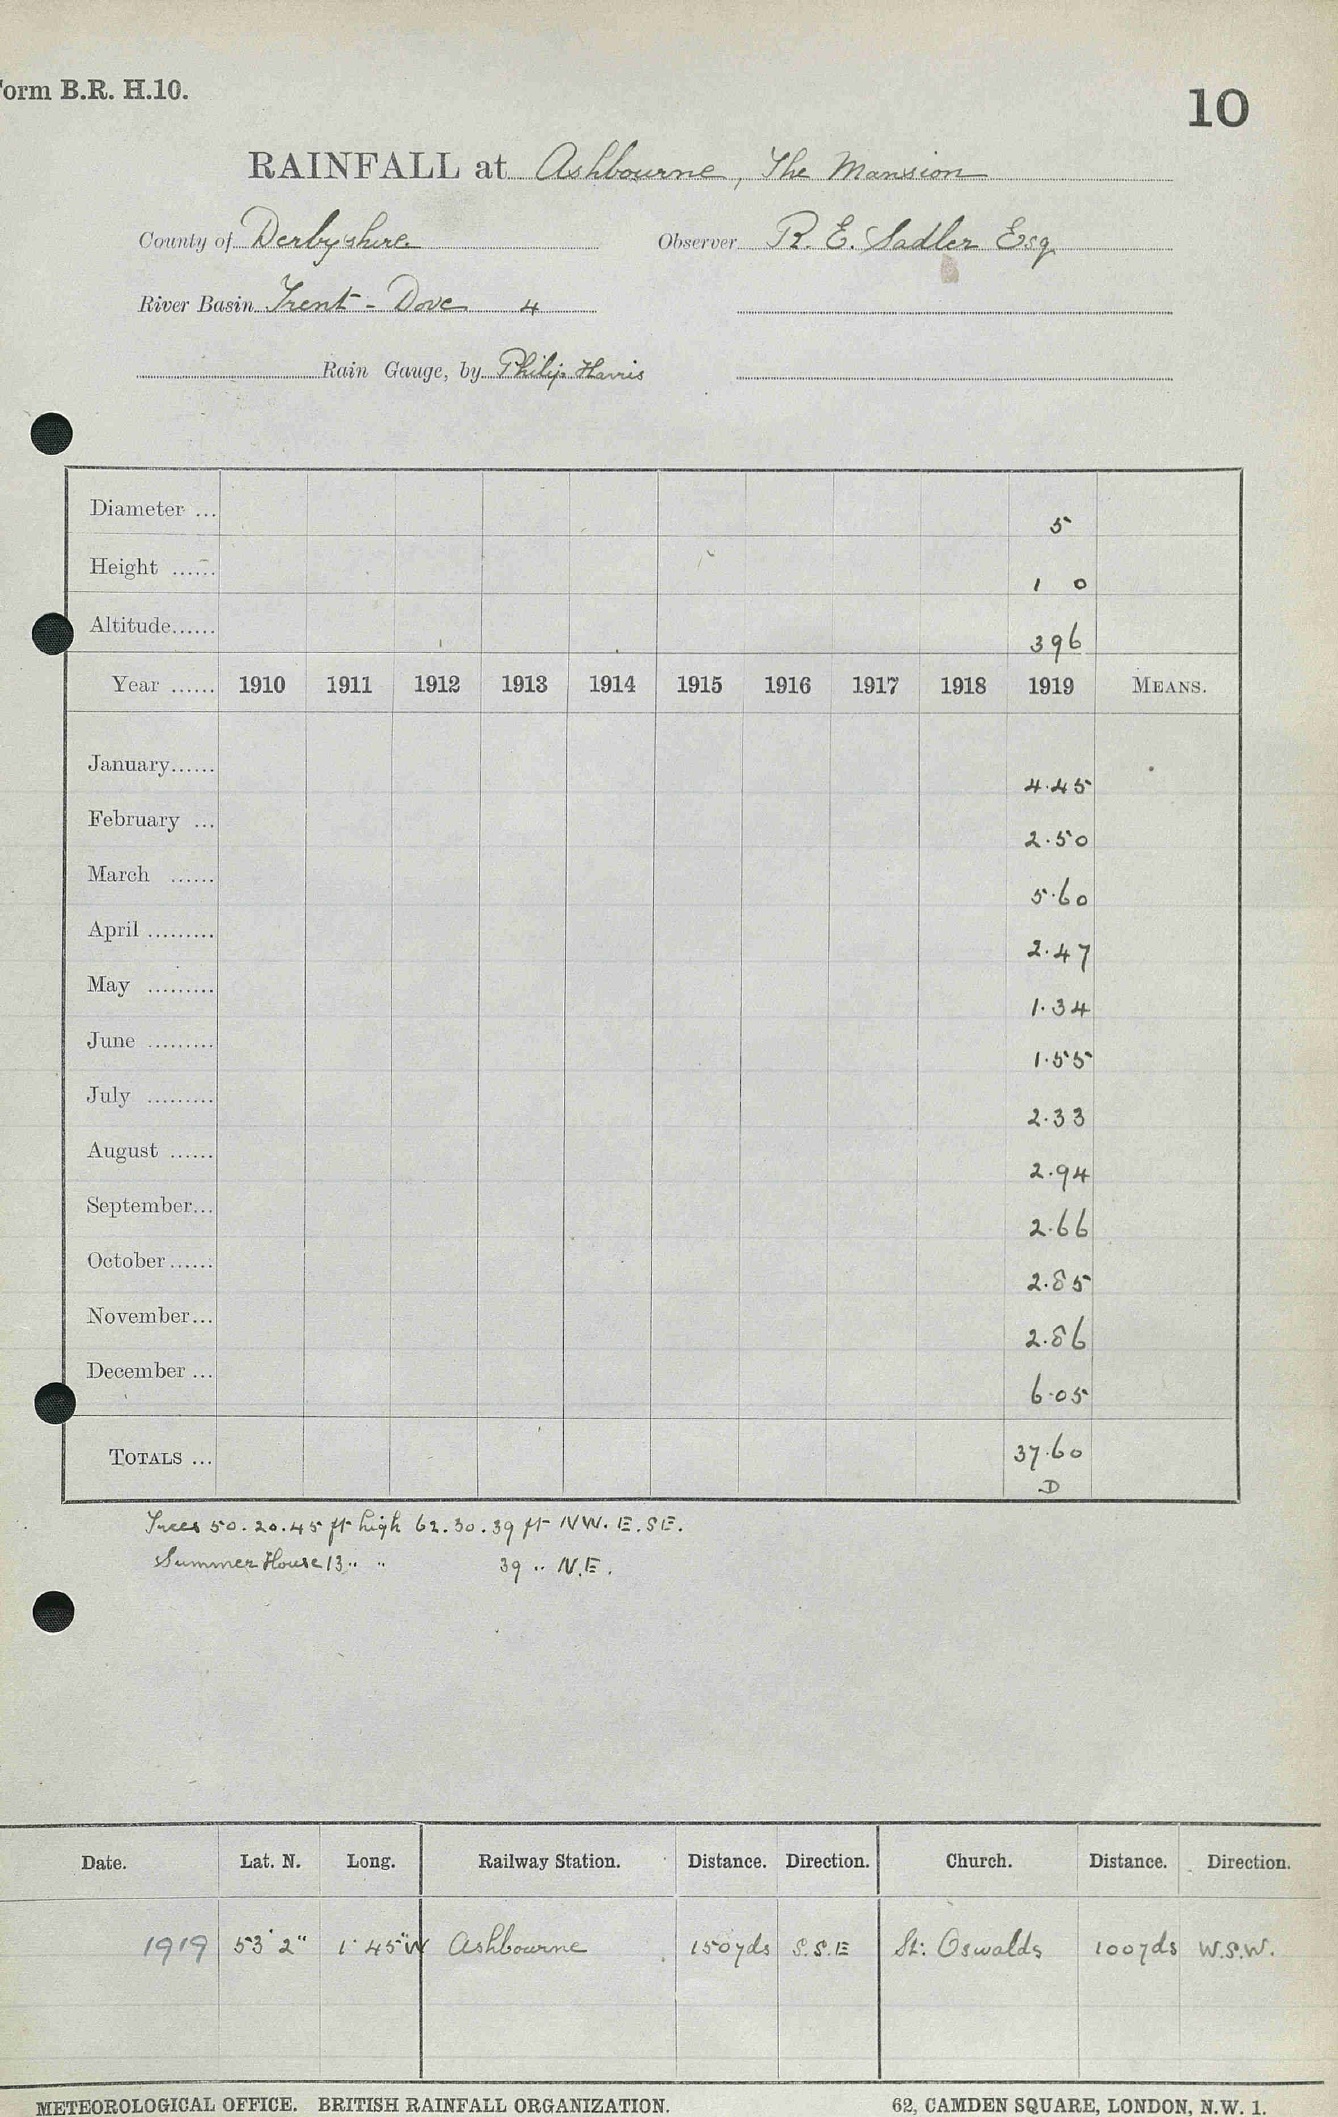 Form B.R. H.10.
10
RAINFALL at Ashbourne, The Mansion
County of Derbyshire Observer R. E. Sadler Esq
River Basin Trent - Dove 4
Rain Gauge, by Philip Harris
Diameter ... 5
Height ...... 1 0
Altitude...... 396
Year ...... 1910 1911 1912 1913 1914 1915 1916 1917 1918 1919 MEANS.
January...... 4.45
February ... 2.50
March ...... 5.60
April ......... 2.47
May ......... 1.34
June ......... 1.55
July ......... 2.33
August ...... 2.94
September... 2.66
October...... 2.85
November... 2.86
December ... 6.05
TOTALS ... 37.60
D
Trees 50. 20. 45 ft high 62. 30. 39 ft NW. E. SE.
Summer House 13 " " 39 " N.E.
Date. Lat. N. Long. Railway Station. Distance. Direction. Church. Distance. Direction.
1919 53° 2" 1° 45" W Ashbourne 150yds S.S.E St: Oswalds 100yds W.S.W.
METEOROLOGICAL OFFICE. BRITISH RAINFALL ORGANIZATION. 62, CAMDEN SQUARE, LONDON, N.W. 1.